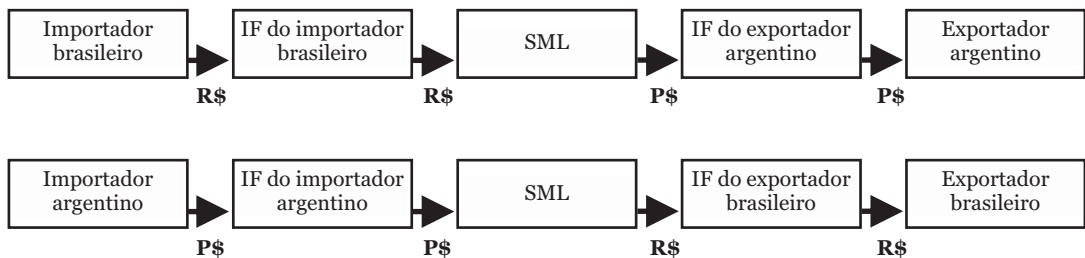 Importador
brasileiro
IF do importador
brasileiro
SML
IF do exportador
argentino
Exportador
argentino
R$
R$
P$
P$
Importador
argentino
IF do importador
argentino
SML
IF do exportador
brasileiro
Exportador
brasileiro
P$
P$
R$
R$